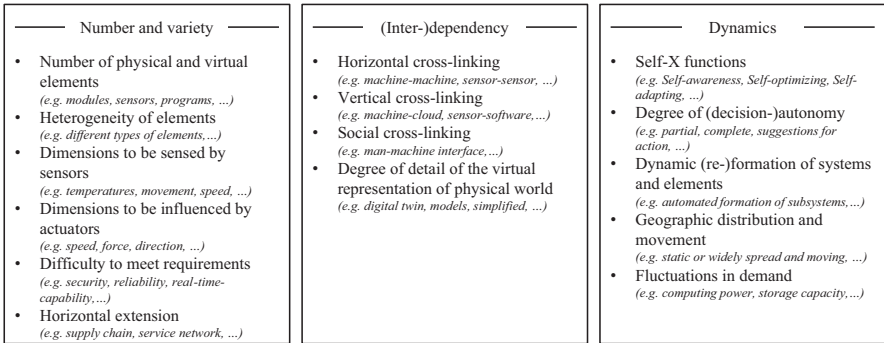 Number and variety
• Number of physical and virtual
elements
(e.g. modules, sensors, programs, …)
• Heterogeneity of elements
(e.g. different types of elements,…)
• Dimensions to be sensed by
sensors
(e.g. temperatures, movement, speed, …)
• Dimensions to be influenced by
actuators
(e.g. speed, force, direction, …)
• Difficulty to meet requirements
(e.g. security, reliability, real-time-
capability,…)
• Horizontal extension
(e.g. supply chain, service network, …)
(Inter-)dependency
• Horizontal cross-linking
(e.g. machine-machine, sensor-sensor, …)
• Vertical cross-linking
(e.g. machine-cloud, sensor-software,…)
• Social cross-linking
(e.g. man-machine interface,…)
• Degree of detail of the virtual
representation of physical world
(e.g. digital twin, models, simplified, …)
Dynamics
• Self-X functions
(e.g. Self-awareness, Self-optimizing, Self-
adapting, …)
• Degree of (decision-)autonomy
(e.g. partial, complete, suggestions for
action, …)
• Dynamic (re-)formation of systems
and elements
(e.g. automated formation of subsystems,…)
• Geographic distribution and
movement
(e.g. static or widely spread and moving, …)
• Fluctuations in demand
(e.g. computing power, storage capacity,…)